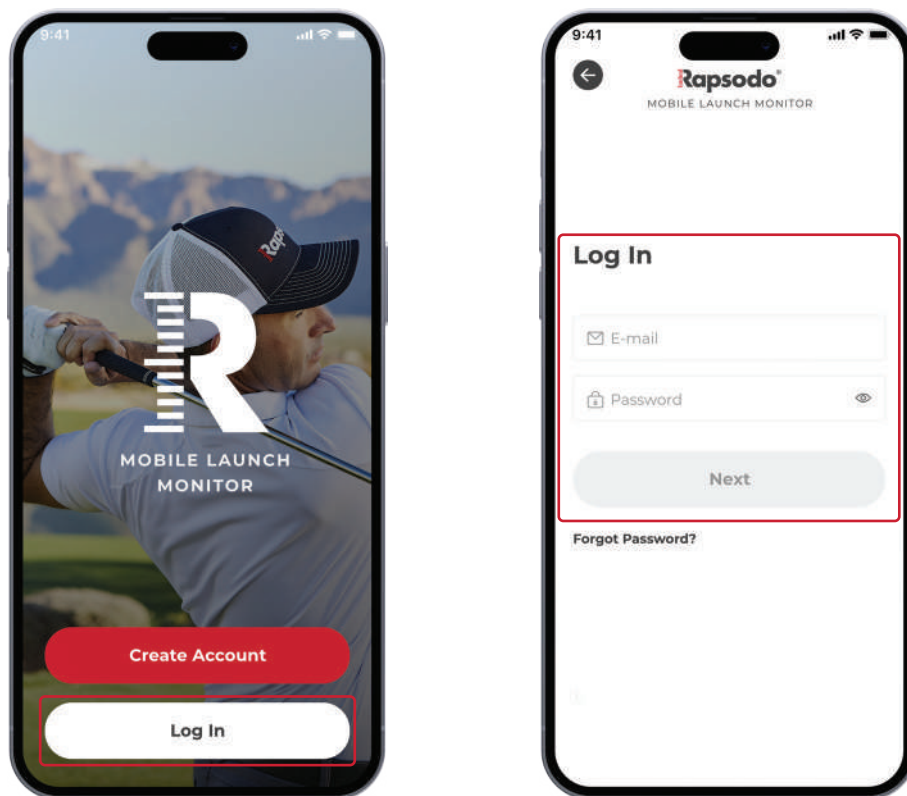 9:41
Rapso
R
MOBILE LAUNCH
MONITOR
Create Account
Log In
9:41
Rapsodo®
MOBILE LAUNCH MONITOR
Log In
E-mail
Password
Next
Forgot Password?